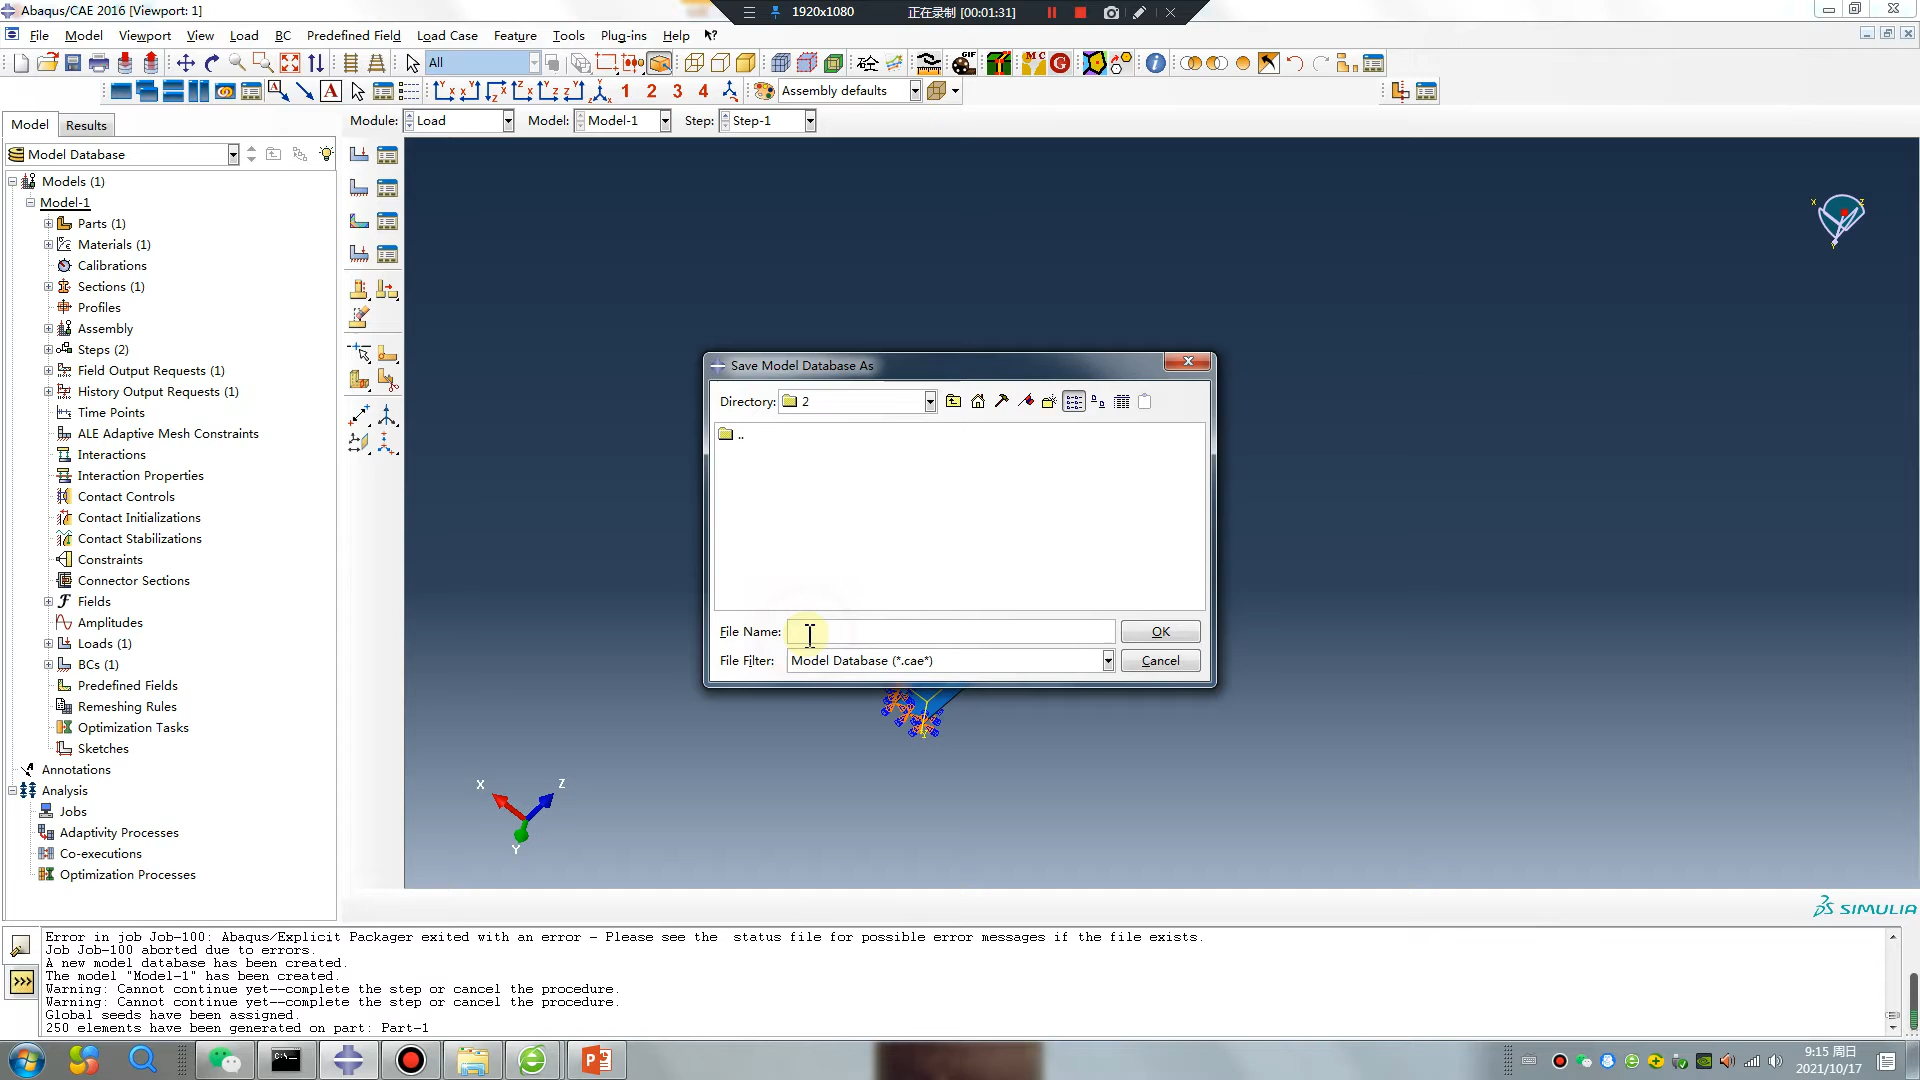 Abaqus/CAE 2016 [Viewport: 1]
1920x1080 正在录制 [00:01:31]
File Model Viewport View Load BC Predefined Field Load Case Feature Tools Plug-ins Help
All
GIF
MC G
A 1 2 3 4 Assembly defaults
Model Results
Module: Load Model: Model-1 Step: Step-1
Model Database
Models (1)
Model-1
Parts (1)
Materials (1)
Calibrations
Sections (1)
Profiles
Assembly
Steps (2)
Field Output Requests (1)
History Output Requests (1)
Time Points
ALE Adaptive Mesh Constraints
Interactions
Interaction Properties
Contact Controls
Contact Initializations
Contact Stabilizations
Constraints
Connector Sections
Fields
Amplitudes
Loads (1)
BCs (1)
Predefined Fields
Remeshing Rules
Optimization Tasks
Sketches
Annotations
Analysis
Jobs
Adaptivity Processes
Co-executions
Optimization Processes
Save Model Database As
Directory: 2
..
File Name: OK
File Filter: Model Database (*.cae*) Cancel
X Z
Y
SIMULIA
Error in job Job-100: Abaqus/Explicit Packager exited with an error - Please see the status file for possible error messages if the file exists.
Job Job-100 aborted due to errors.
A new model database has been created.
The model "Model-1" has been created.
Warning: Cannot continue yet--complete the step or cancel the procedure.
Warning: Cannot continue yet--complete the step or cancel the procedure.
Global seeds have been assigned.
250 elements have been generated on part: Part-1
9:15 周日
2021/10/17